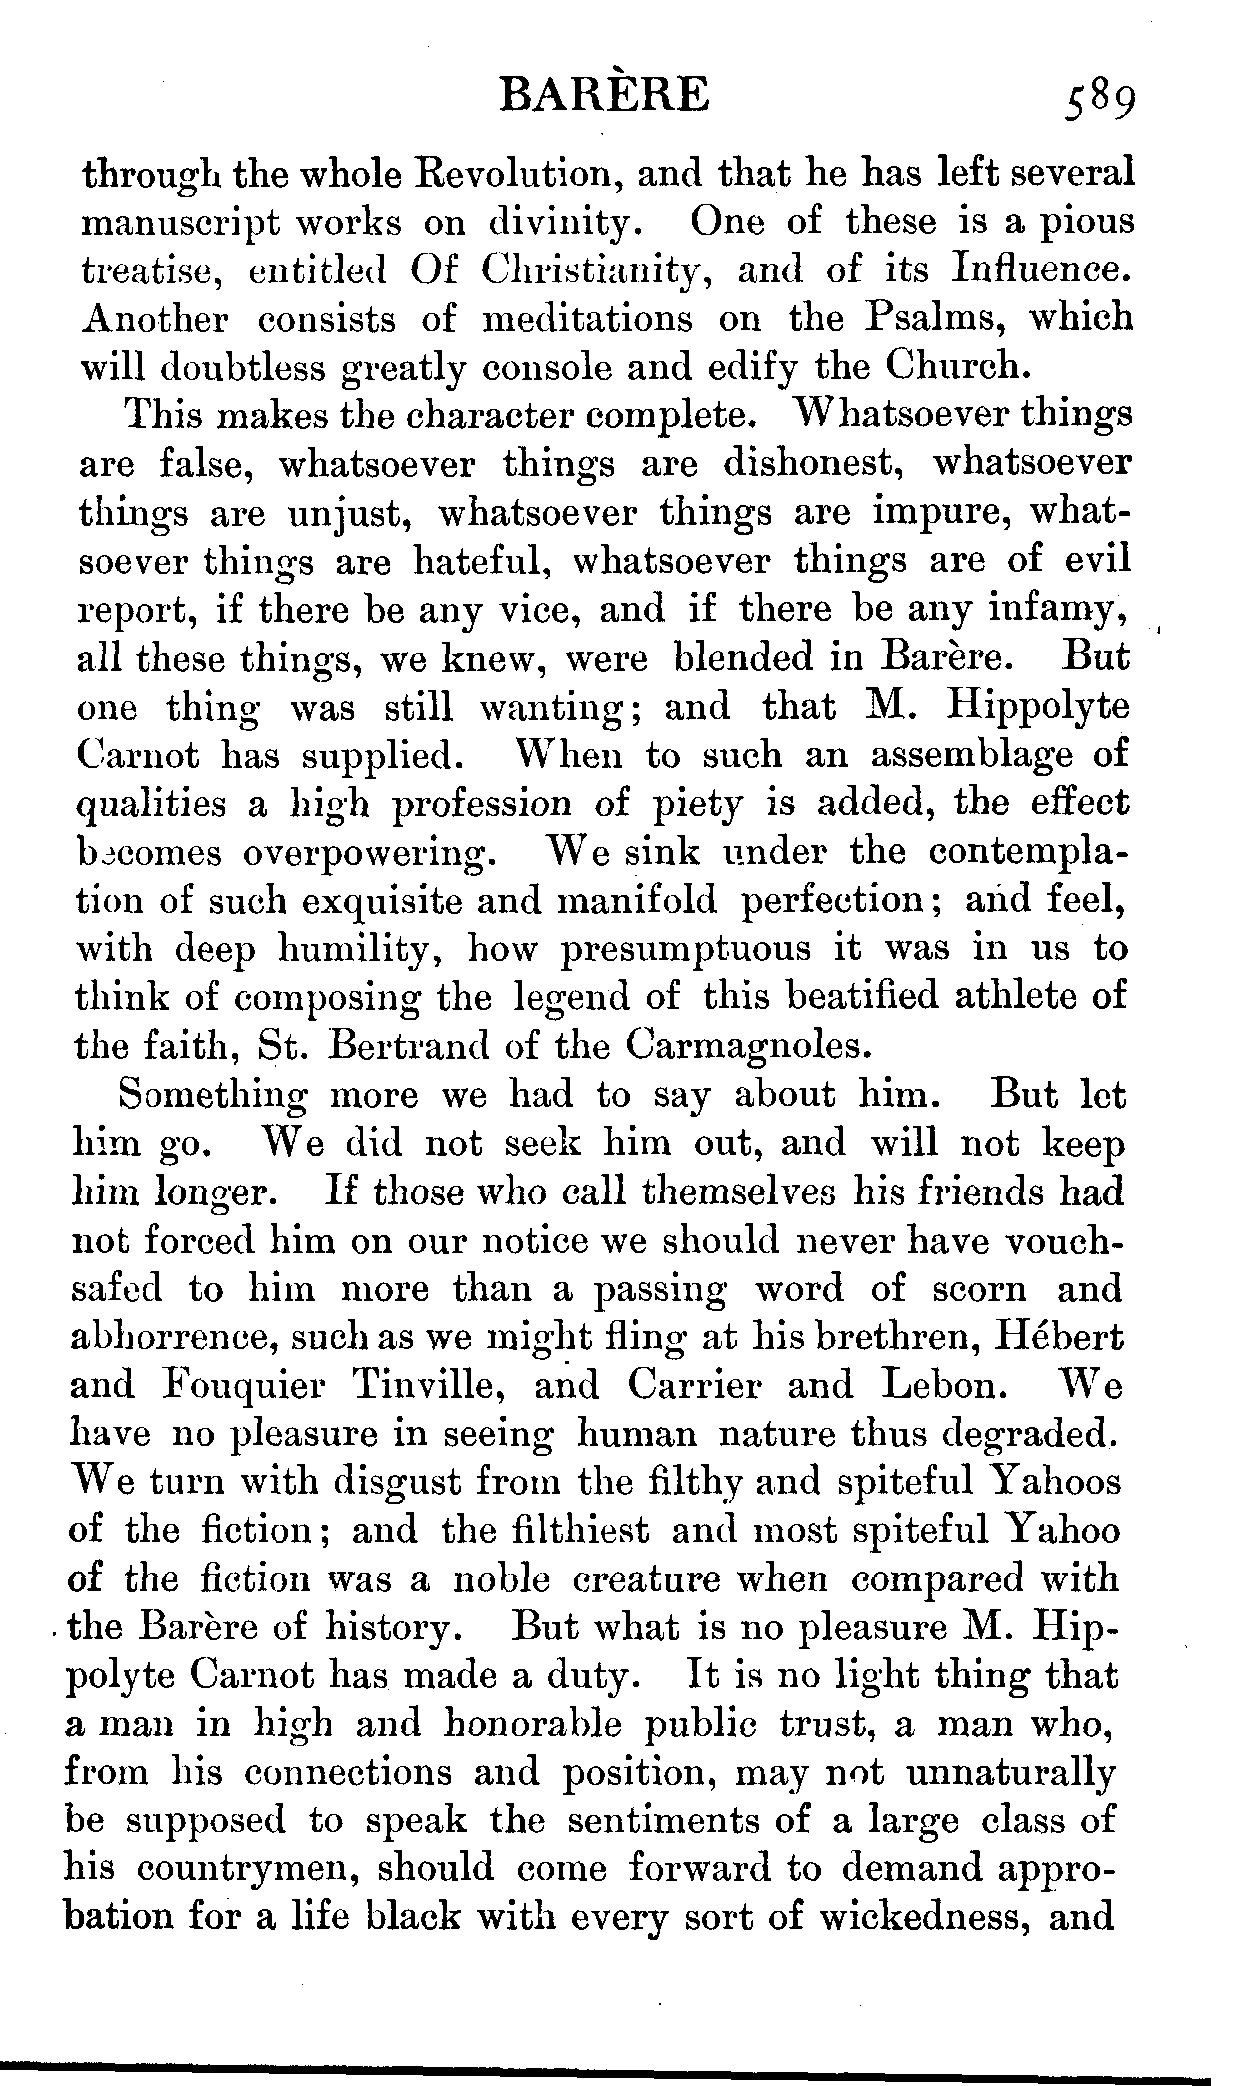 BARÈRE 589
through the whole Revolution, and that he has left several
manuscript works on divinity. One of these is a pious
treatise, entitled Of Christianity, and of its Influence.
Another consists of meditations on the Psalms, which
will doubtless greatly console and edify the Church.
This makes the character complete. Whatsoever things
are false, whatsoever things are dishonest, whatsoever
things are unjust, whatsoever things are impure, what-
soever things are hateful, whatsoever things are of evil
report, if there be any vice, and if there be any infamy,
all these things, we knew, were blended in Barère. But
one thing was still wanting; and that M. Hippolyte
Carnot has supplied. When to such an assemblage of
qualities a high profession of piety is added, the effect
becomes overpowering. We sink under the contempla-
tion of such exquisite and manifold perfection; and feel,
with deep humility, how presumptuous it was in us to
think of composing the legend of this beatified athlete of
the faith, St. Bertrand of the Carmagnoles.
Something more we had to say about him. But let
him go. We did not seek him out, and will not keep
him longer. If those who call themselves his friends had
not forced him on our notice we should never have vouch-
safed to him more than a passing word of scorn and
abhorrence, such as we might fling at his brethren, Hébert
and Fouquier Tinville, and Carrier and Lebon. We
have no pleasure in seeing human nature thus degraded.
We turn with disgust from the filthy and spiteful Yahoos
of the fiction; and the filthiest and most spiteful Yahoo
of the fiction was a noble creature when compared with
the Barère of history. But what is no pleasure M. Hip-
polyte Carnot has made a duty. It is no light thing that
a man in high and honorable public trust, a man who,
from his connections and position, may not unnaturally
be supposed to speak the sentiments of a large class of
his countrymen, should come forward to demand appro-
bation for a life black with every sort of wickedness, and